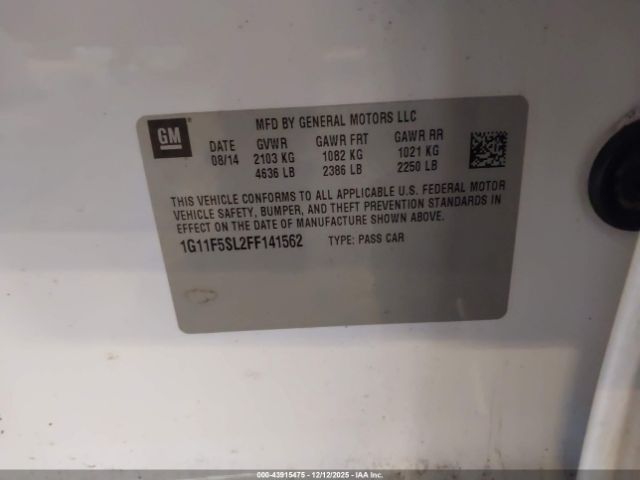 GM
MFD BY GENERAL MOTORS LLC
DATE GVWR GAWR FRT GAWR RR
08/14 2103 KG 1082 KG 1021 KG
4636 LB 2386 LB 2250 LB
THIS VEHICLE CONFORMS TO ALL APPLICABLE U.S. FEDERAL MOTOR
VEHICLE SAFETY, BUMPER, AND THEFT PREVENTION STANDARDS IN
EFFECT ON THE DATE OF MANUFACTURE SHOWN ABOVE.
1G11F5SL2FF141562 TYPE: PASS CAR
000-43915475 - 12/12/2025 - IAAI.COM